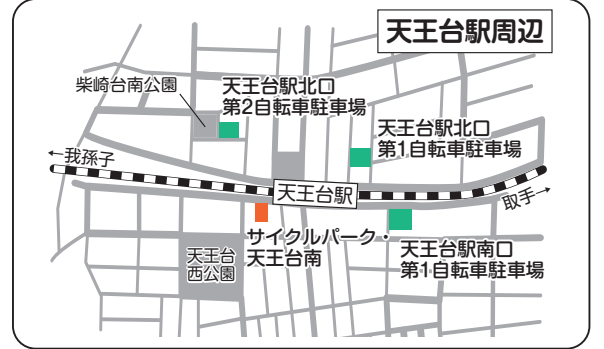 天王台駅周辺
柴崎台南公園
天王台駅北口
第2自転車駐車場
天王台駅北口
第1自転車駐車場
←我孫子
天王台駅
取手→
サイクルパーク・
天王台南
天王台
西公園
天王台駅南口
第1自転車駐車場